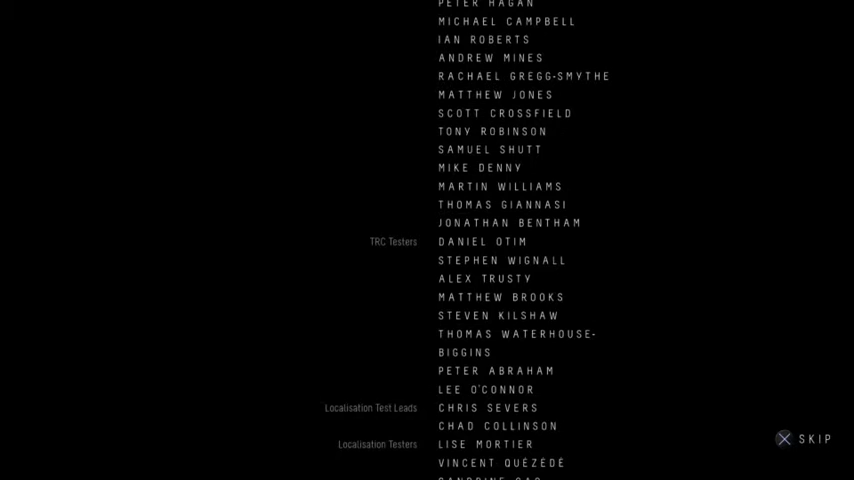 PETER HAGAN
MICHAEL CAMPBELL
IAN ROBERTS
ANDREW MINES
RACHAEL GREGG-SMYTHE
MATTHEW JONES
SCOTT CROSSFIELD
TONY ROBINSON
SAMUEL SHUTT
MIKE DENNY
MARTIN WILLIAMS
THOMAS GIANNASI
JONATHAN BENTHAM
TRC Testers DANIEL OTIM
STEPHEN WIGNALL
ALEX TRUSTY
MATTHEW BROOKS
STEVEN KILSHAW
THOMAS WATERHOUSE-
BIGGINS
PETER ABRAHAM
LEE O'CONNOR
Localisation Test Leads CHRIS SEVERS
CHAD COLLINSON
Localisation Testers LISE MORTIER
VINCENT QUÉZÉDÉ
SKIP